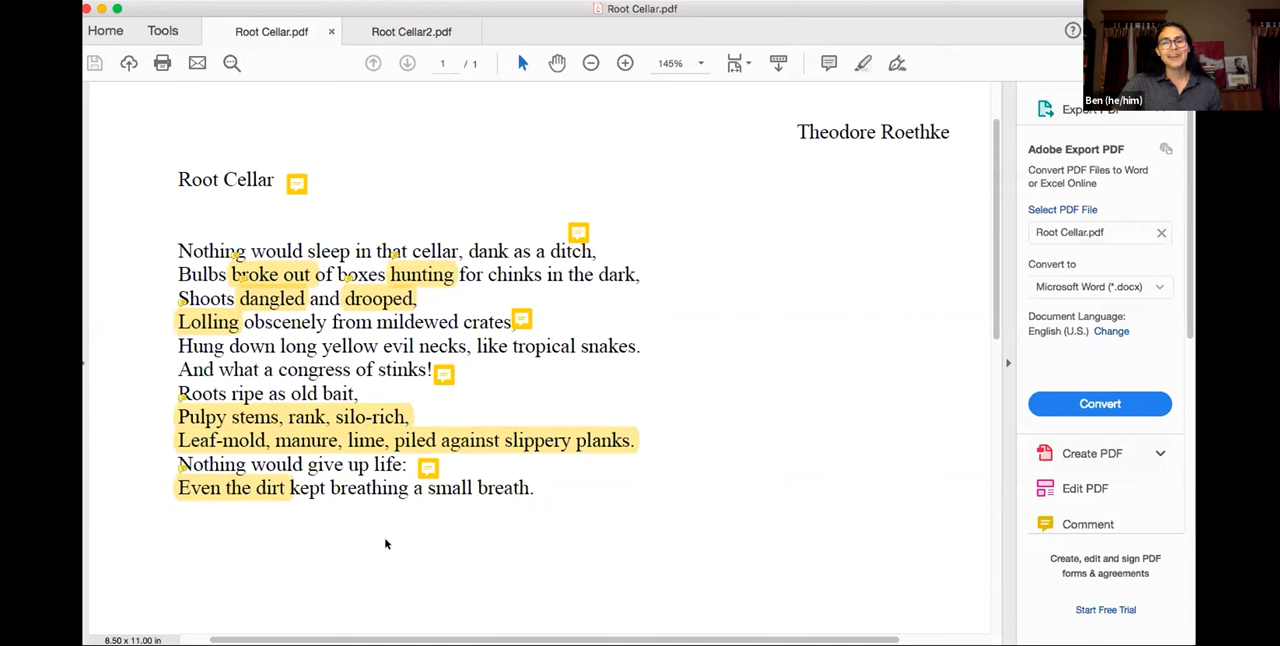 Root Cellar.pdf
Home
Tools
Root Cellar.pdf ×
Root Cellar2.pdf
1 / 1
145%
Ben (he/him)
Theodore Roethke
Root Cellar
Nothing would sleep in that cellar, dank as a ditch,
Bulbs broke out of boxes hunting for chinks in the dark,
Shoots dangled and drooped,
Lolling obscenely from mildewed crates,
Hung down long yellow evil necks, like tropical snakes.
And what a congress of stinks!
Roots ripe as old bait,
Pulpy stems, rank, silo-rich,
Leaf-mold, manure, lime, piled against slippery planks.
Nothing would give up life:
Even the dirt kept breathing a small breath.
8.50 x 11.00 in
Export PDF
Adobe Export PDF
Convert PDF Files to Word
or Excel Online
Select PDF File
Root Cellar.pdf
Convert to
Microsoft Word (*.docx)
Document Language:
English (U.S.) Change
Convert
Create PDF
Edit PDF
Comment
Create, edit and sign PDF
forms & agreements
Start Free Trial